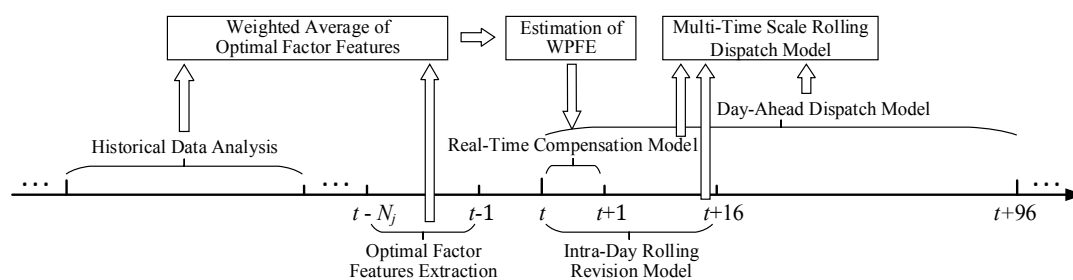 Weighted Average of
Optimal Factor Features
Estimation of
WPFE
Multi-Time Scale Rolling
Dispatch Model
Day-Ahead Dispatch Model
Historical Data Analysis
Real-Time Compensation Model
... ... ...
t - Nj t-1 t t+1 t+16 t+96
Optimal Factor
Features Extraction
Intra-Day Rolling
Revision Model